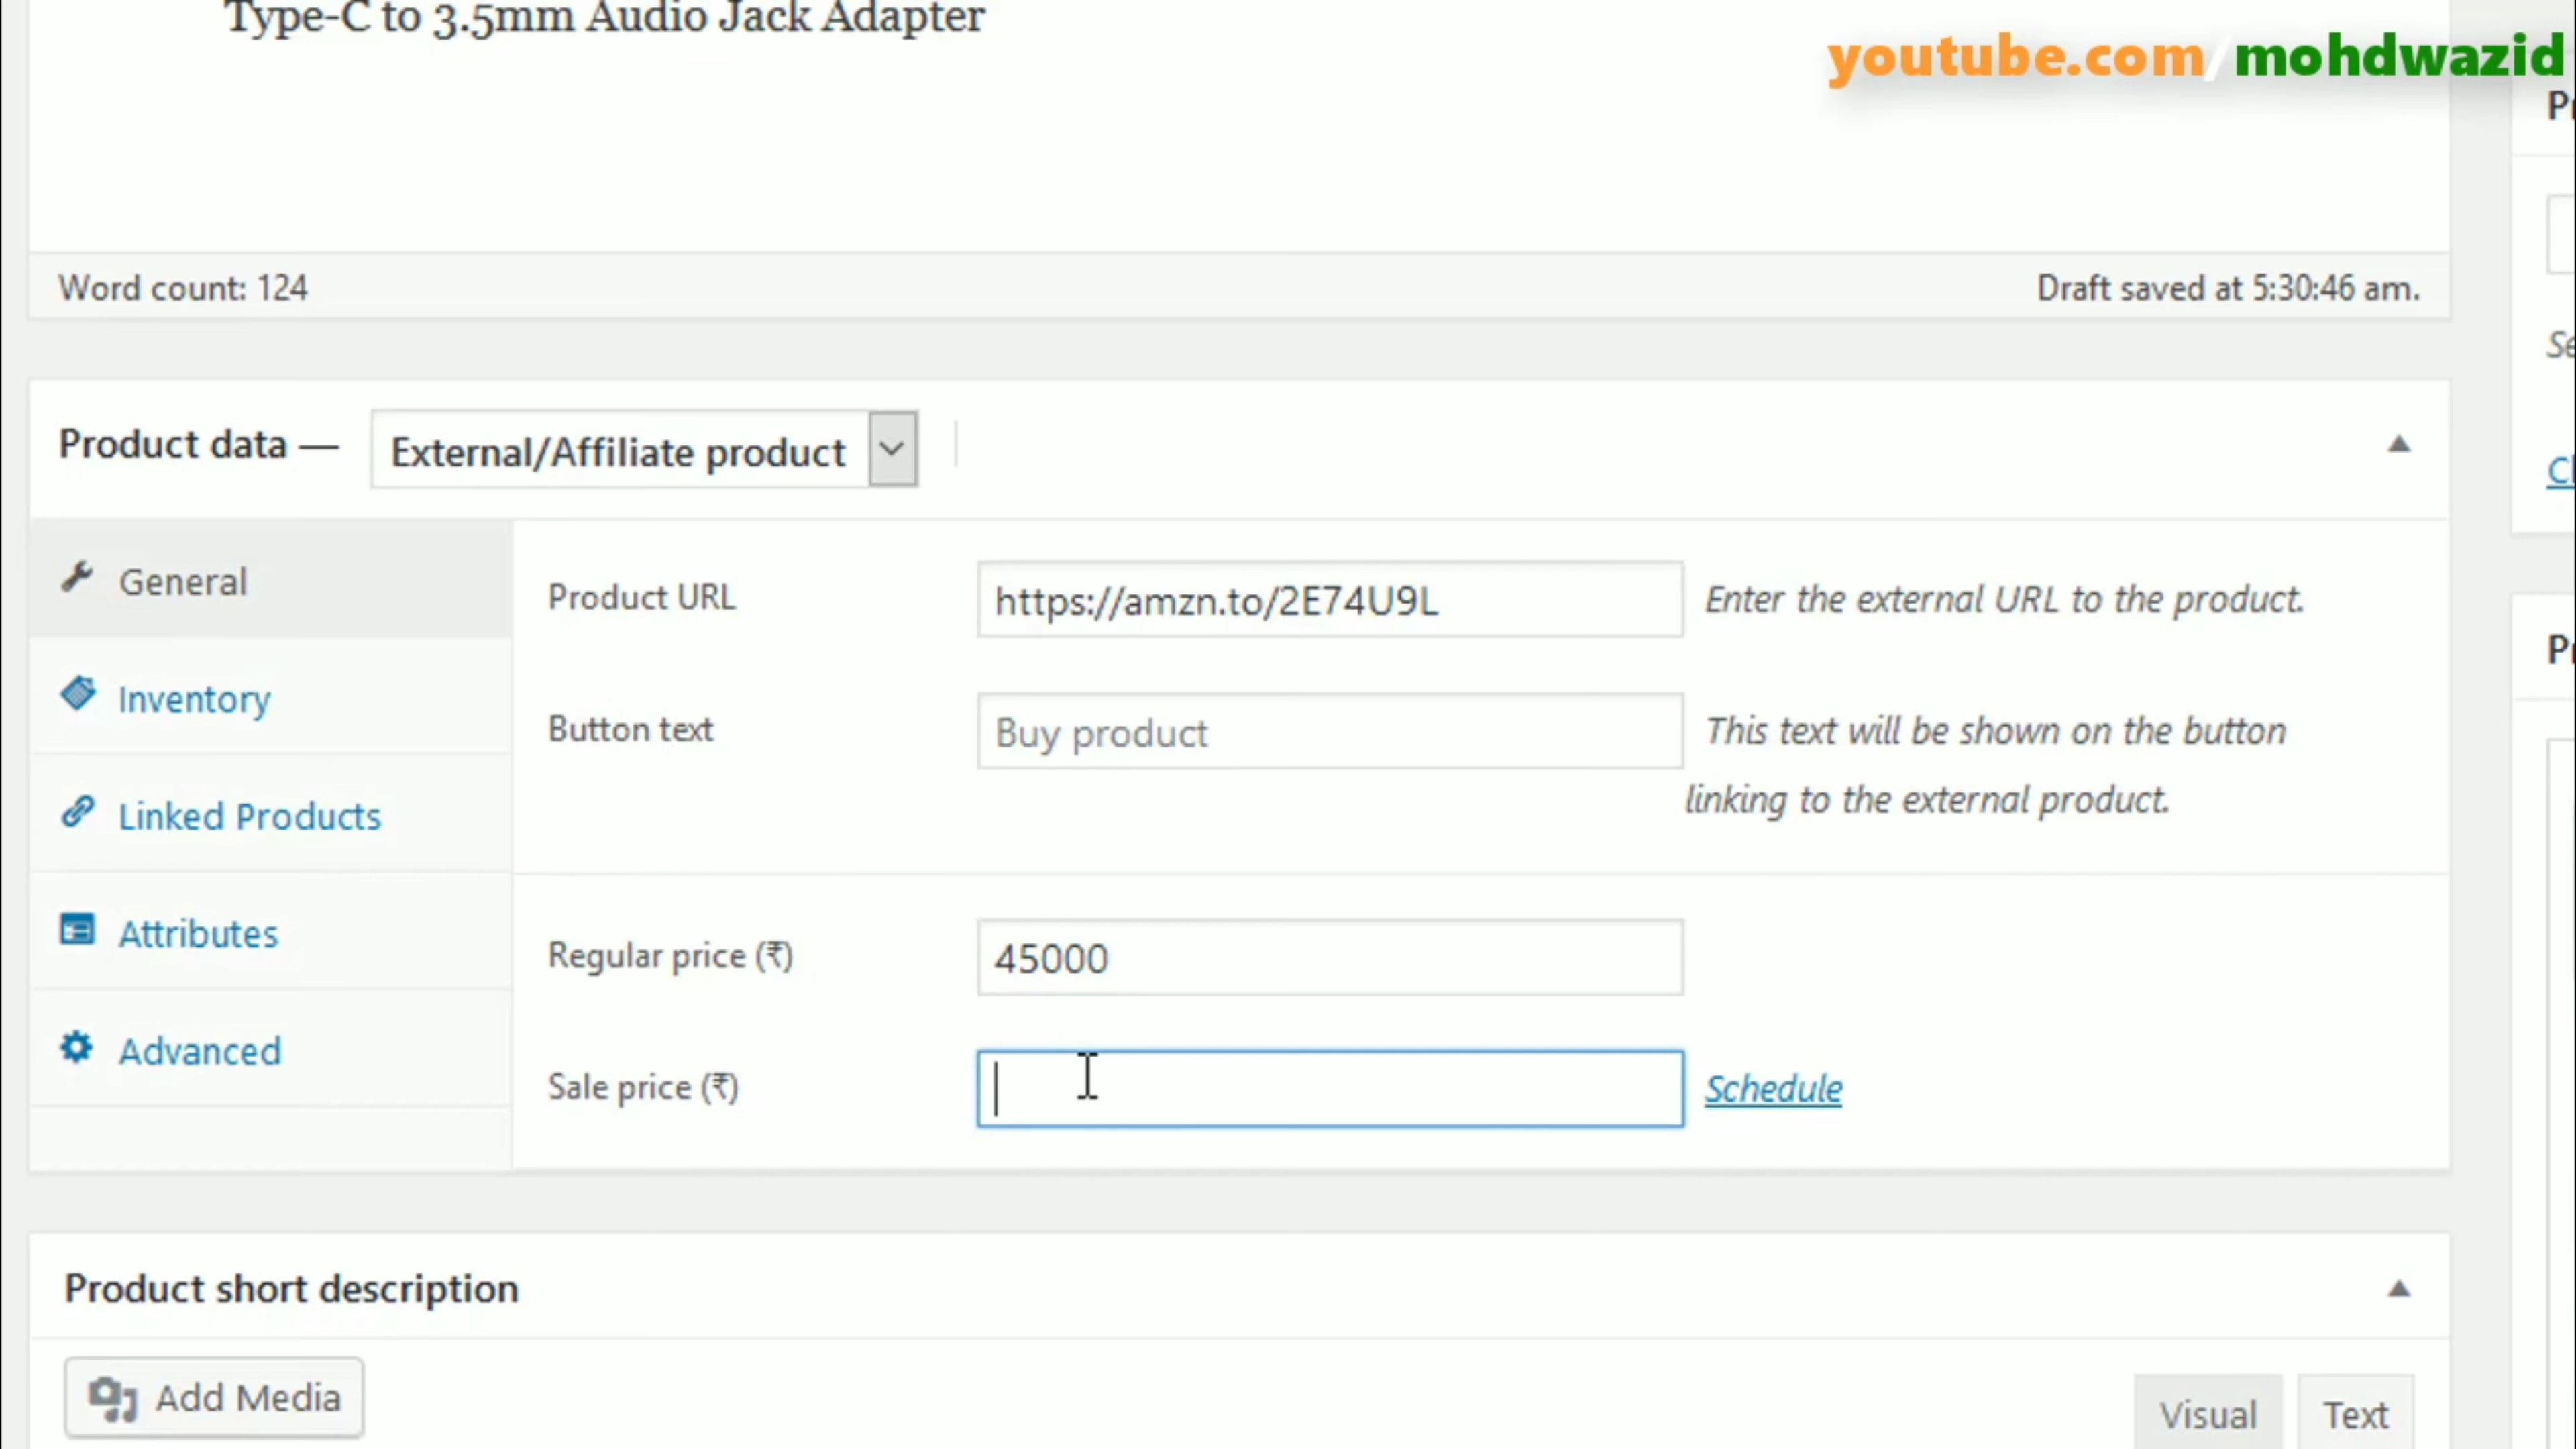 Type-C to 3.5mm Audio Jack Adapter
youtube.com/mohdwazid
Word count: 124
Draft saved at 5:30:46 am.
Product data —
External/Affiliate product
General
Inventory
Linked Products
Attributes
Advanced
Product URL
https://amzn.to/2E74U9L
Enter the external URL to the product.
Button text
Buy product
This text will be shown on the button
linking to the external product.
Regular price (₹)
45000
Sale price (₹)
Schedule
Product short description
Add Media
Visual
Text